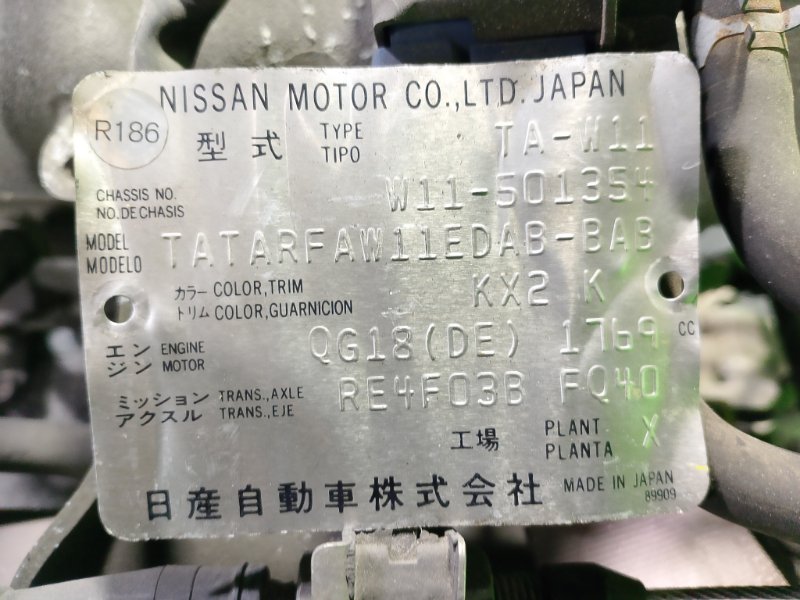 NISSAN MOTOR CO.,LTD. JAPAN
R186
型式 TYPE TIPO TA-W11
CHASSIS NO. NO.DE CHASIS W11-501354
MODEL MODELO TATARFAW11EDAB-BAB
カラー COLOR,TRIM KX2 K
トリム COLOR,GUARNICION
エン ENGINE QG18(DE) 1769 CC
ジン MOTOR
ミッション TRANS.,AXLE RE4F03B FQ40
アクスル TRANS.,EJE
工場 PLANT PLANTA X
日産自動車株式会社 MADE IN JAPAN
89909